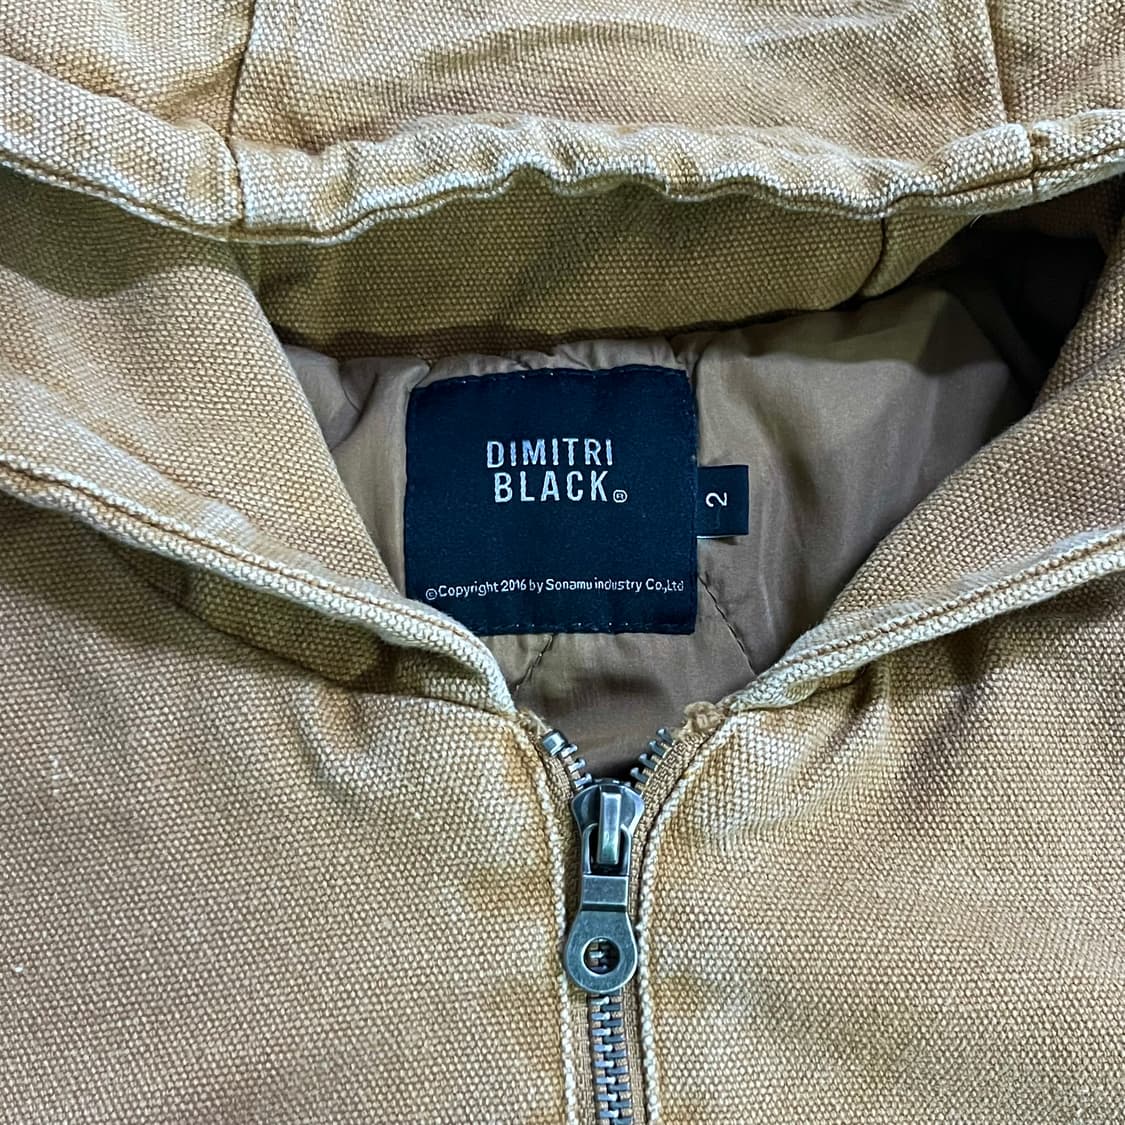 DIMITRI
BLACK®
2
©Copyright 2016 by Sonamu industry Co.,Ltd